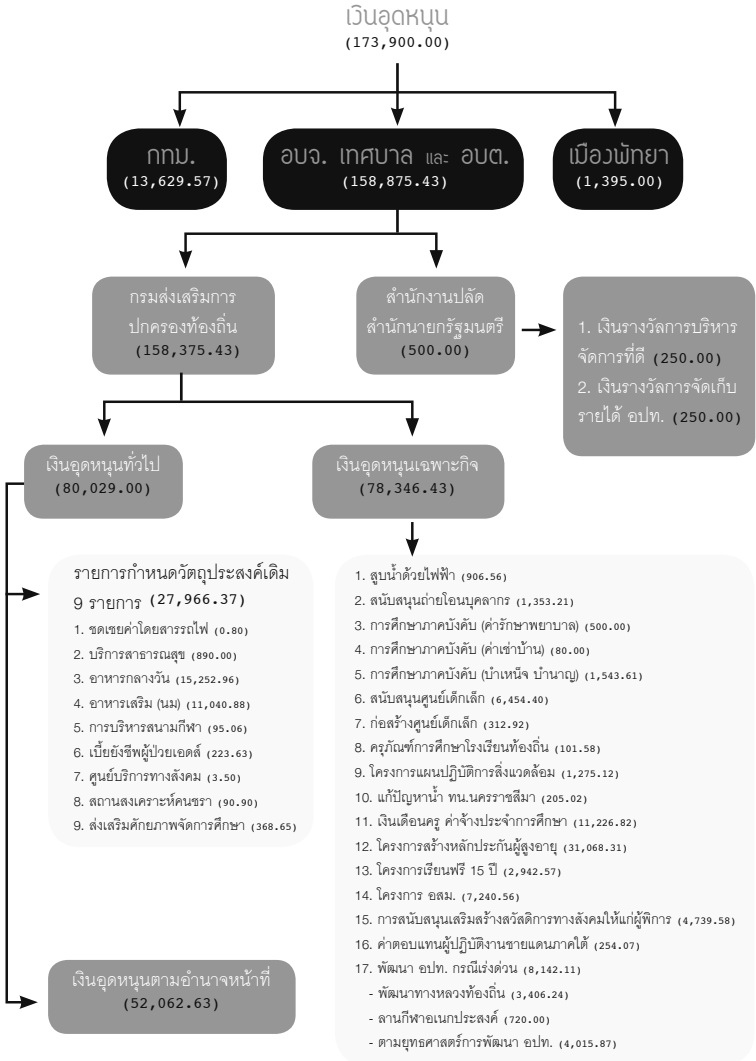 เงินอุดหนุน
(173,900.00)
กทม.
(13,629.57)
อบจ. เทศบาล และ อบต.
(158,875.43)
เมืองพัทยา
(1,395.00)
กรมส่งเสริมการ
ปกครองท้องถิ่น
(158,375.43)
สำนักงานปลัด
สำนักนายกรัฐมนตรี
(500.00)
1. เงินรางวัลการบริหาร
จัดการที่ดี (250.00)
2. เงินรางวัลการจัดเก็บ
รายได้ อปท. (250.00)
เงินอุดหนุนทั่วไป
(80,029.00)
เงินอุดหนุนเฉพาะกิจ
(78,346.43)
รายการกำหนดวัตถุประสงค์เดิม
9 รายการ (27,966.37)
1. ชดเชยค่าโดยสารรถไฟ (0.80)
2. บริการสาธารณสุข (890.00)
3. อาหารกลางวัน (15,252.96)
4. อาหารเสริม (นม) (11,040.88)
5. การบริหารสนามกีฬา (95.06)
6. เบี้ยยังชีพผู้ป่วยเอดส์ (223.63)
7. ศูนย์บริการทางสังคม (3.50)
8. สถานสงเคราะห์คนชรา (90.90)
9. ส่งเสริมศักยภาพจัดการศึกษา (368.65)
เงินอุดหนุนตามอำนาจหน้าที่
(52,062.63)
1. สูบน้ำด้วยไฟฟ้า (906.56)
2. สนับสนุนถ่ายโอนบุคลากร (1,353.21)
3. การศึกษาภาคบังคับ (ค่ารักษาพยาบาล) (500.00)
4. การศึกษาภาคบังคับ (ค่าเช่าบ้าน) (80.00)
5. การศึกษาภาคบังคับ (บำเหน็จ บำนาญ) (1,543.61)
6. สนับสนุนศูนย์เด็กเล็ก (6,454.40)
7. ก่อสร้างศูนย์เด็กเล็ก (312.92)
8. ครุภัณฑ์การศึกษาโรงเรียนท้องถิ่น (101.58)
9. โครงการแผนปฏิบัติการสิ่งแวดล้อม (1,275.12)
10. แก้ปัญหาน้ำ ทน.นครราชสีมา (205.02)
11. เงินเดือนครู ค่าจ้างประจำการศึกษา (11,226.82)
12. โครงการสร้างหลักประกันผู้สูงอายุ (31,068.31)
13. โครงการเรียนฟรี 15 ปี (2,942.57)
14. โครงการ อสม. (7,240.56)
15. การสนับสนุนเสริมสร้างสวัสดิการทางสังคมให้แก่ผู้พิการ (4,739.58)
16. ค่าตอบแทนผู้ปฏิบัติงานชายแดนภาคใต้ (254.07)
17. พัฒนา อปท. กรณีเร่งด่วน (8,142.11)
- พัฒนาทางหลวงท้องถิ่น (3,406.24)
- ลานกีฬาอเนกประสงค์ (720.00)
- ตามยุทธศาสตร์การพัฒนา อปท. (4,015.87)